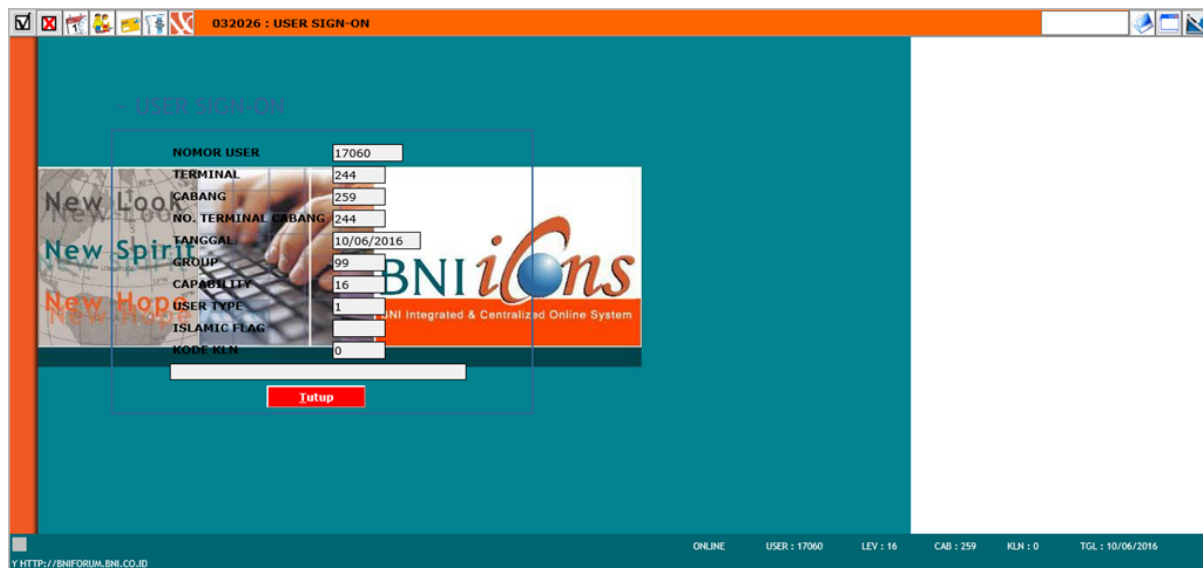 032026 : USER SIGN-ON
- USER SIGN-ON
NOMOR USER 17060
TERMINAL 244
CABANG 259
NO. TERMINAL CABANG 244
TANGGAL 10/06/2016
GROUP 99
CAPABILITY 16
USER TYPE 1
ISLAMIC FLAG
KODE KLN 0
Tutup
New Look
New Spirit
New Hope
BNI iCons
BNI Integrated & Centralized Online System
ONLINE USER : 17060 LEV : 16 CAB : 259 KLN : 0 TGL : 10/06/2016
Y HTTP://BNIFORUM.BNI.CO.ID